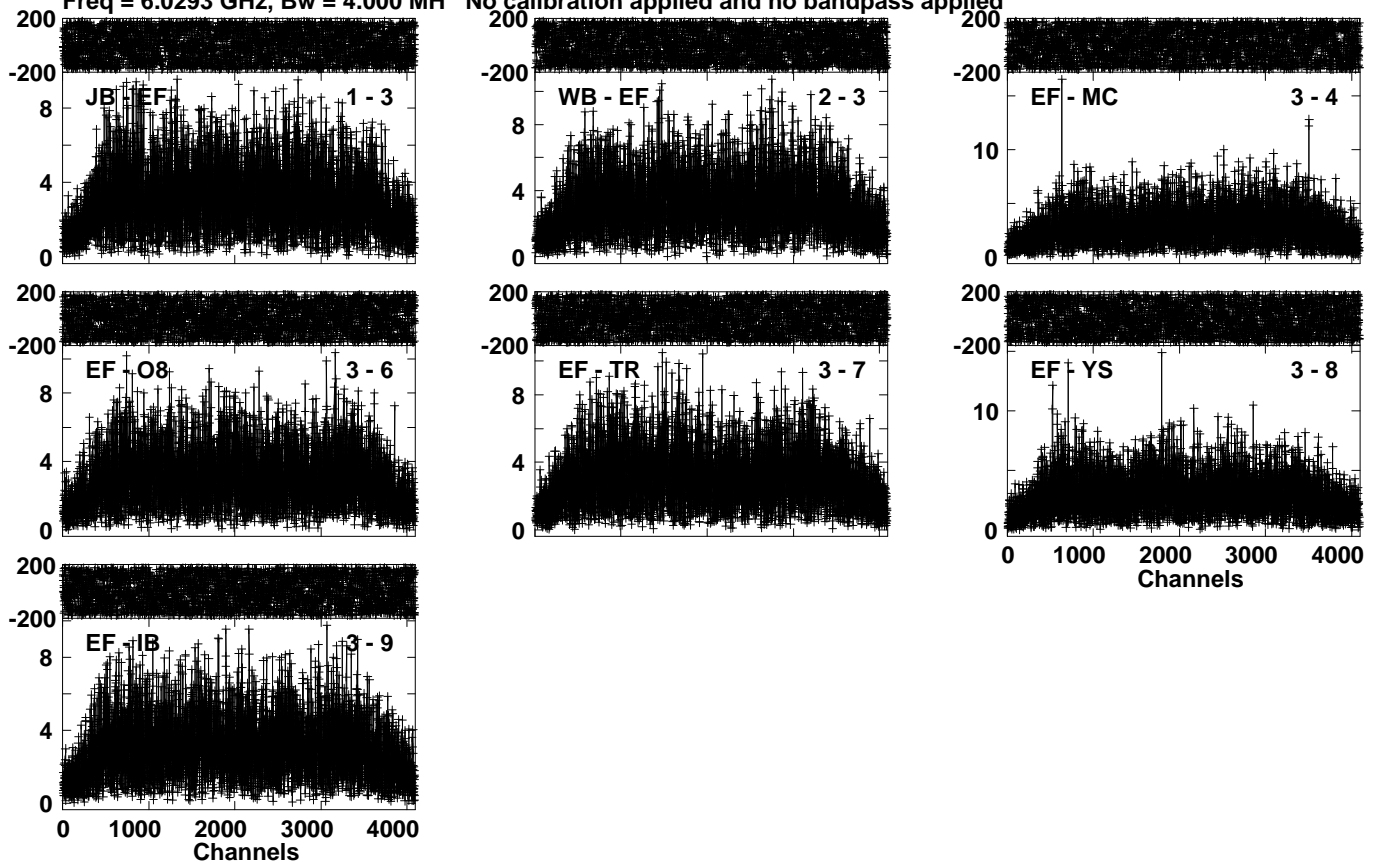 Freq = 6.0293 GHz, Bw = 4.000 MH No calibration applied and no bandpass applied
200 200 200
-200 -200 -200
JB - EF 1 - 3 WB - EF 2 - 3 EF - MC 3 - 4
8 8 10
4 4
0 0 0
200 200 200
-200 -200 -200
EF - O8 3 - 6 EF - TR 3 - 7 EF - YS 3 - 8
8 8 10
4 4
0 0 0
0 1000 2000 3000 4000
Channels
200
-200
EF - IB 3 - 9
8
4
0
0 1000 2000 3000 4000
Channels